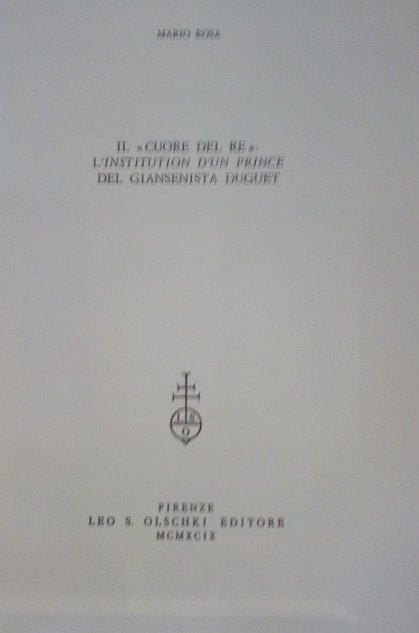 MARIO ROSA
IL «CUORE DEL RE»:
L'INSTITUTION D'UN PRINCE
DEL GIANSENISTA DUGUET
L S
O
FIRENZE
LEO S. OLSCHKI EDITORE
MCMXCIX